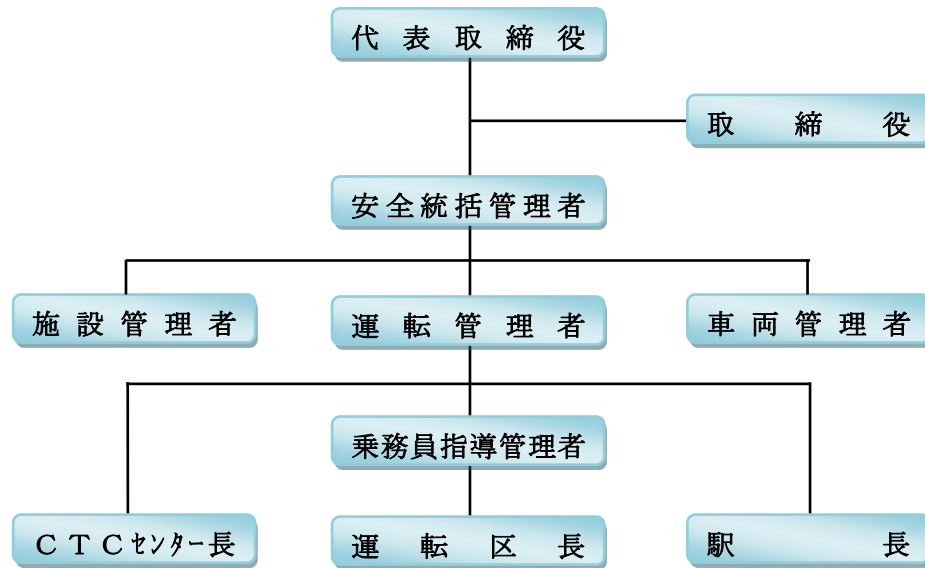 代表取締役
取締役
安全統括管理者
施設管理者
運転管理者
車両管理者
乗務員指導管理者
ＣＴＣｾﾝﾀｰ長
運転区長
駅長